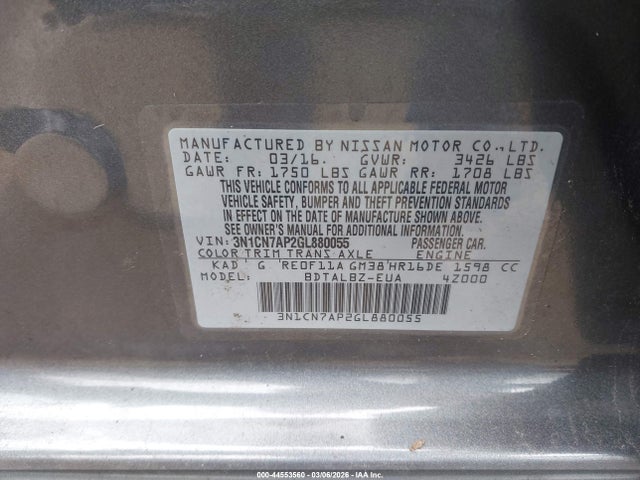 MANUFACTURED BY NISSAN MOTOR CO.,LTD.
DATE: 03/16. GVWR: 3426 LBS
GAWR FR: 1750 LBS GAWR RR: 1708 LBS
THIS VEHICLE CONFORMS TO ALL APPLICABLE FEDERAL MOTOR
VEHICLE SAFETY, BUMPER AND THEFT PREVENTION STANDARDS
IN EFFECT ON THE DATE OF MANUFACTURE SHOWN ABOVE.
SEE OWNER'S MANUAL FOR ADDITIONAL INFORMATION.
VIN: 3N1CN7AP2GL880055 PASSENGER CAR.
COLOR TRIM TRANS AXLE ENGINE
KAD G RE0F11A GM38 HR16DE 1598 CC
MODEL: BDTALBZ-EUA 4Z000
3N1CN7AP2GL880055
000-44553560 - 03/06/2026 - IAA Inc.